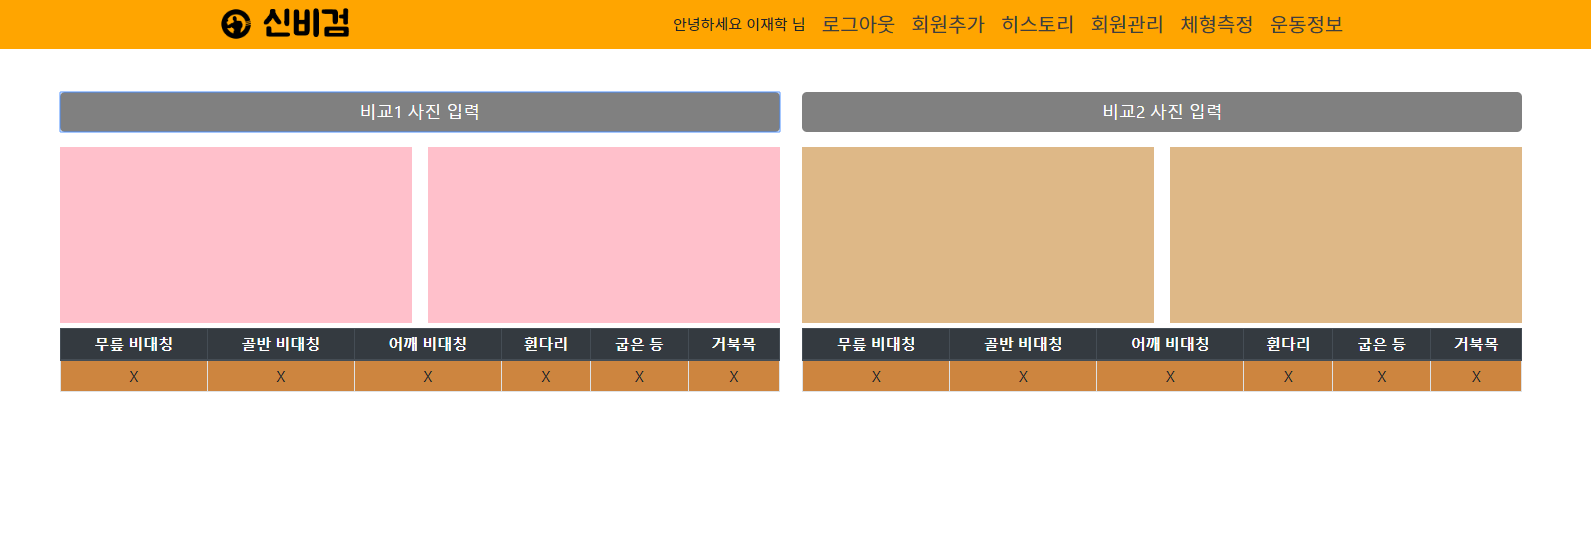 신비검 안녕하세요 이재학 님 로그아웃 회원추가 히스토리 회원관리 체형측정 운동정보
비교1 사진 입력
비교2 사진 입력
무릎 비대칭 골반 비대칭 어깨 비대칭 휜다리 굽은 등 거북목
X X X X X X
무릎 비대칭 골반 비대칭 어깨 비대칭 휜다리 굽은 등 거북목
X X X X X X